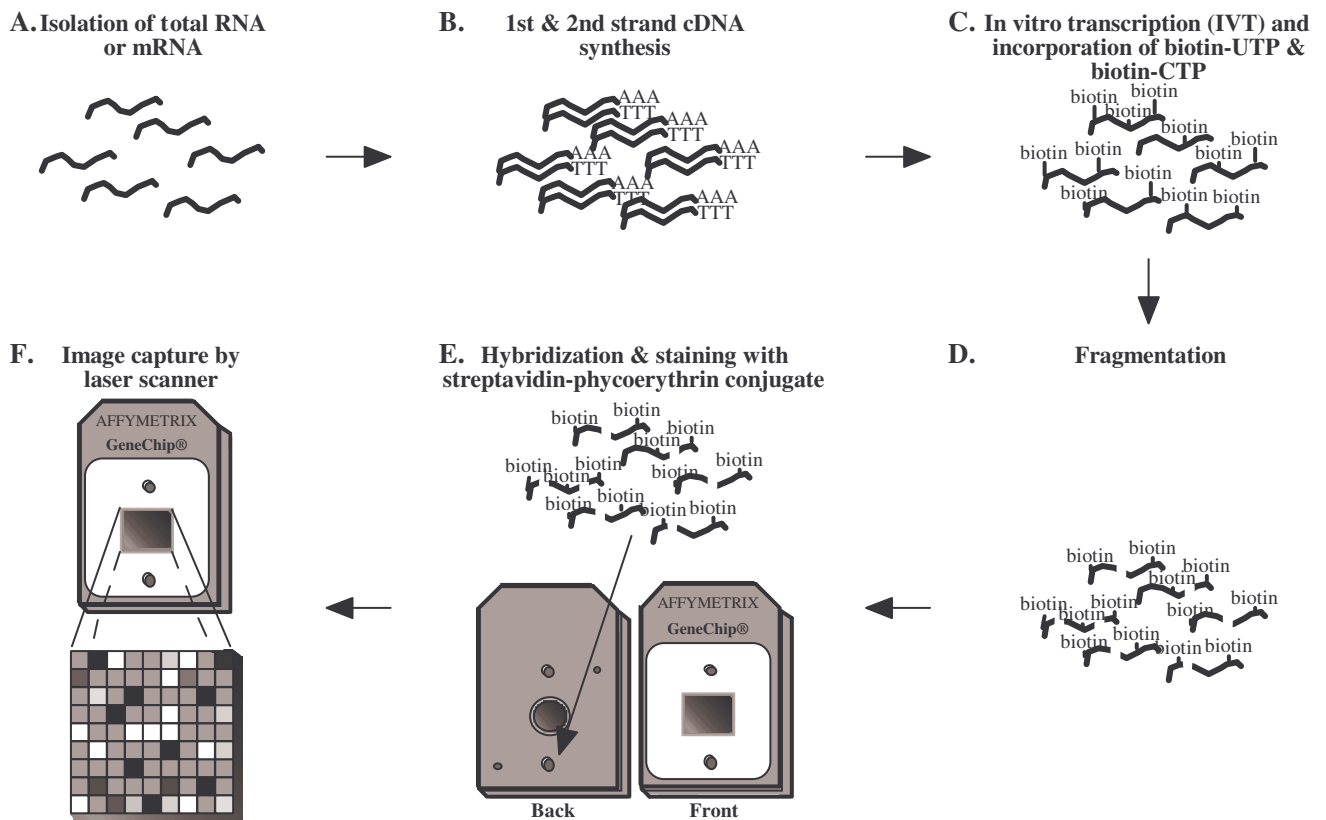 A. Isolation of total RNA
or mRNA
B. 1st & 2nd strand cDNA
synthesis
C. In vitro transcription (IVT) and
incorporation of biotin-UTP &
biotin-CTP
AAA
TTT
AAA
TTT
AAA
TTT
AAA
TTT
AAA
TTT
AAA
TTT
biotin
biotin
biotin
biotin
biotin
biotin
biotin
biotin
biotin
biotin
biotin
biotin
F. Image capture by
laser scanner
AFFYMETRIX
GeneChip®
E. Hybridization & staining with
streptavidin-phycoerythrin conjugate
biotin
biotin
biotin
biotin
biotin
biotin
biotin
biotin
biotin
biotin
biotin
biotin
biotin
AFFYMETRIX
GeneChip®
Back
Front
D. Fragmentation
biotin
biotin
biotin
biotin
biotin
biotin
biotin
biotin
biotin
biotin
biotin
biotin
biotin